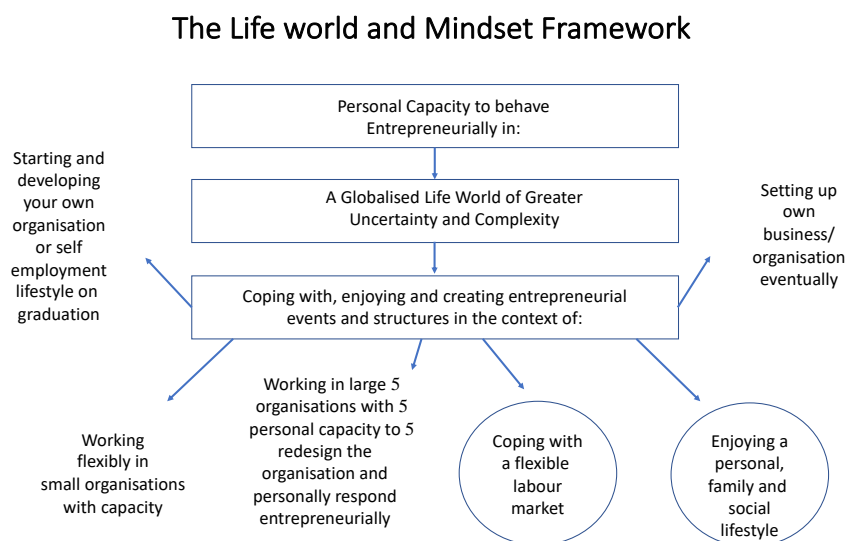 The Life world and Mindset Framework
Personal Capacity to behave
Entrepreneurially in:
A Globalised Life World of Greater
Uncertainty and Complexity
Coping with, enjoying and creating entrepreneurial
events and structures in the context of:
Starting and
developing
your own
organisation
or self
employment
lifestyle on
graduation
Setting up
own
business/
organisation
eventually
Working
flexibly in
small organisations
with capacity
Working in large 5
organisations with 5
personal capacity to 5
redesign the
organisation and
personally respond
entrepreneurially
Coping with
a flexible
labour
market
Enjoying a
personal,
family and
social
lifestyle